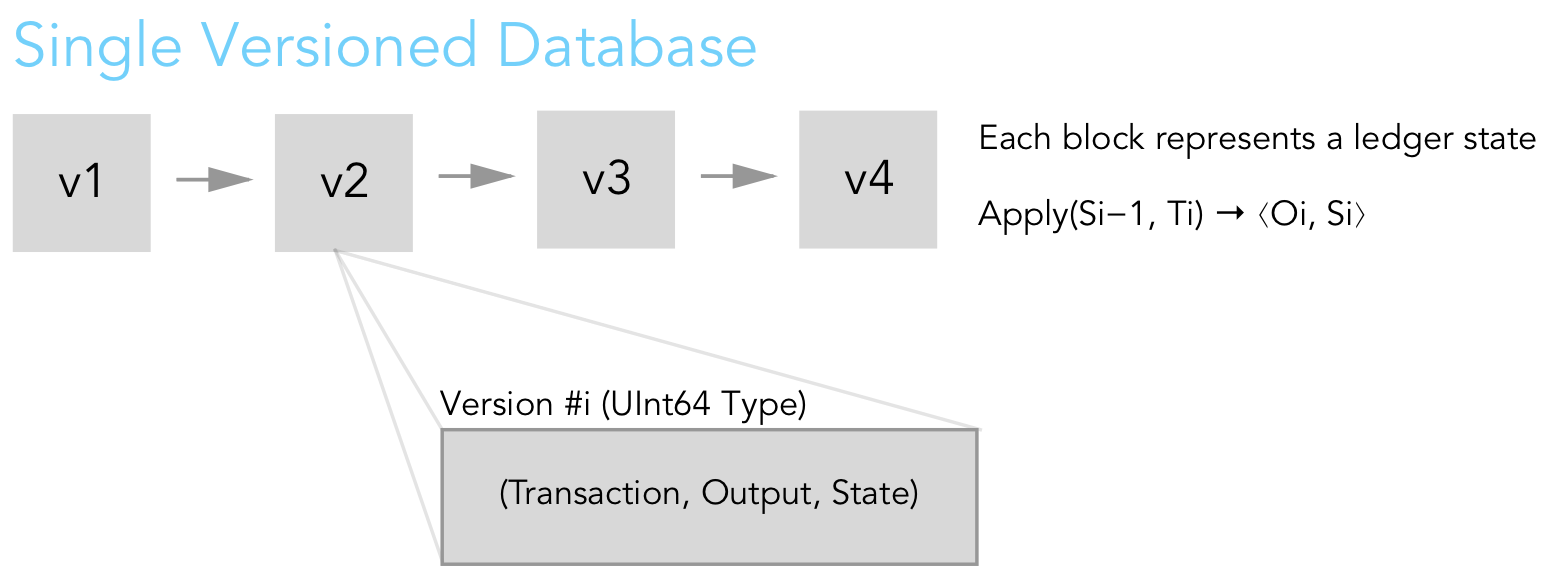 Single Versioned Database
v1
v2
v3
v4
Each block represents a ledger state
Apply(Si−1, Ti) → ⟨Oi, Si⟩
Version #i (UInt64 Type)
(Transaction, Output, State)